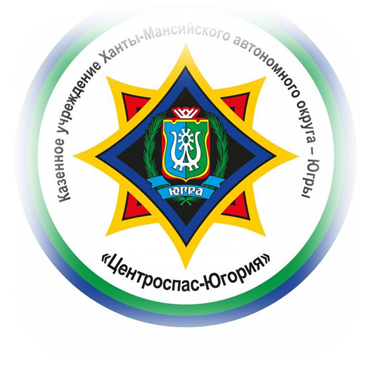 Казенное учреждение Ханты-Мансийского автономного округа – Югры
ЮГРА
«Центроспас-Югория»